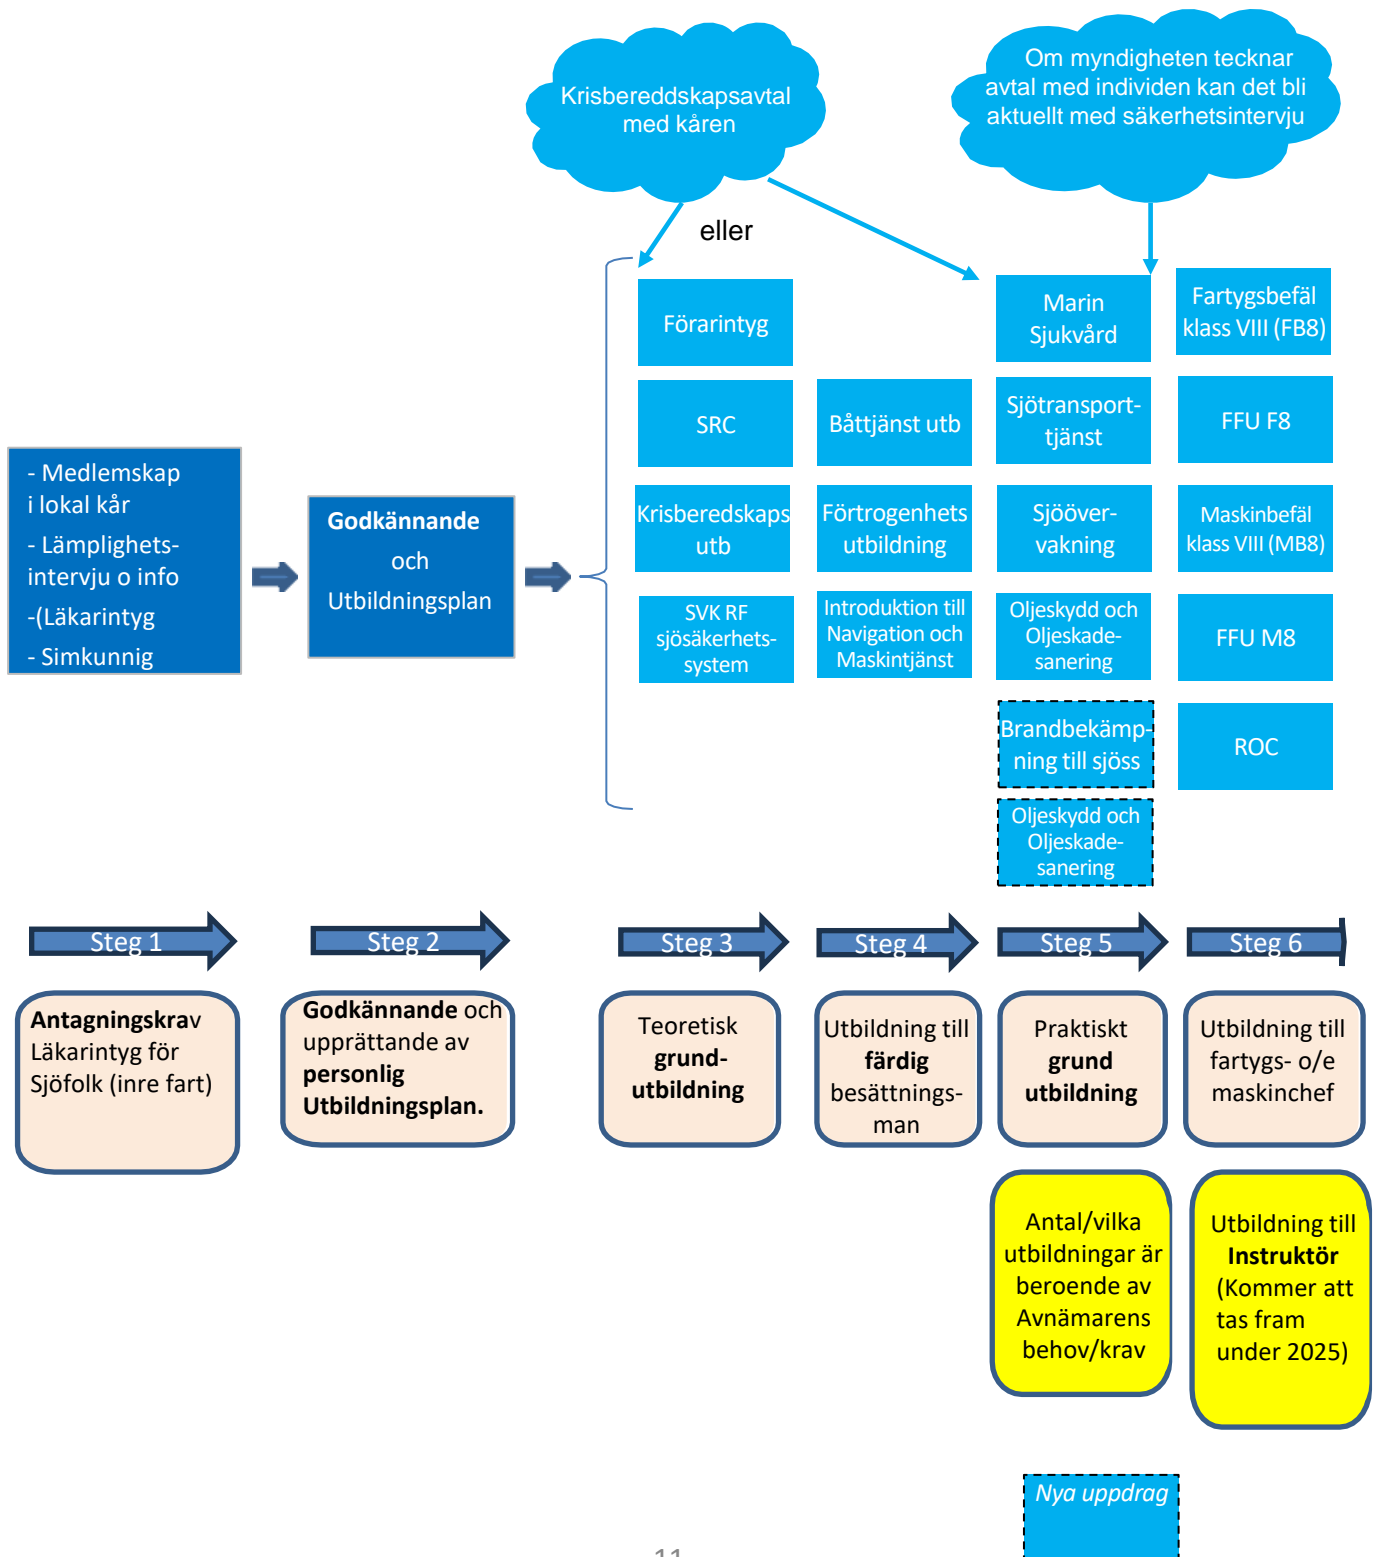 Krisbereddskapsavtal
med kåren
Om myndigheten tecknar
avtal med individen kan det bli
aktuellt med säkerhetsintervju
eller
- Medlemskap
i lokal kår
- Lämplighets-
intervju o info
-(Läkarintyg
- Simkunnig
Godkännande
och
Utbildningsplan
Förarintyg
SRC
Krisberedskaps
utb
SVK RF
sjösäkerhets-
system
Båttjänst utb
Förtrogenhets
utbildning
Introduktion till
Navigation och
Maskintjänst
Marin
Sjukvård
Sjötransport-
tjänst
Sjööver-
vakning
Oljeskydd och
Oljeskade-
sanering
Brandbekämp-
ning till sjöss
Oljeskydd och
Oljeskade-
sanering
Fartygsbefäl
klass VIII (FB8)
FFU F8
Maskinbefäl
klass VIII (MB8)
FFU M8
ROC
Steg 1
Steg 2
Steg 3
Steg 4
Steg 5
Steg 6
Antagningskrav
Läkarintyg för
Sjöfolk (inre fart)
Godkännande och
upprättande av
personlig
Utbildningsplan.
Teoretisk
grund-
utbildning
Utbildning till
färdig
besättnings-
man
Praktiskt
grund
utbildning
Utbildning till
fartygs- o/e
maskinchef
Antal/vilka
utbildningar är
beroende av
Avnämarens
behov/krav
Utbildning till
Instruktör
(Kommer att
tas fram
under 2025)
Nya uppdrag
11